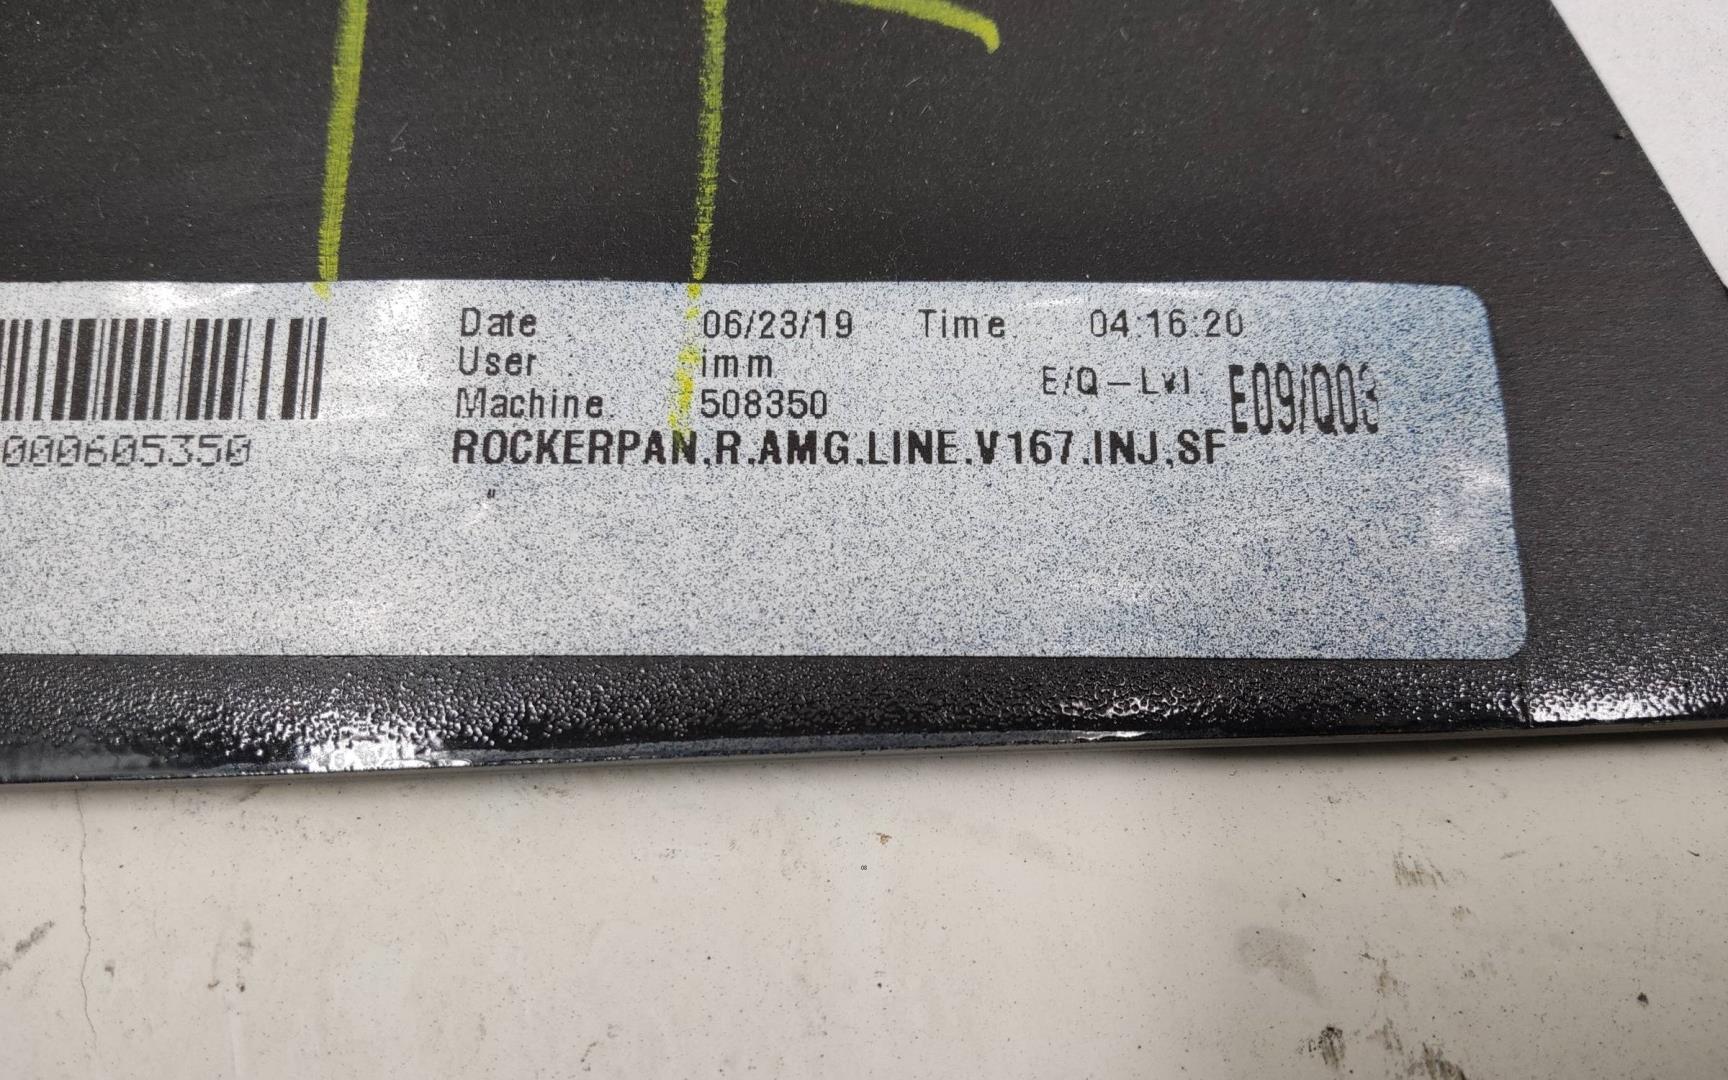 Date 06/23/19 Time 04:16:20
User imm
E/Q-Lvl E09/Q03
Machine 508350
000605350
ROCKERPAN,R,AMG.LINE,V167,INJ,SF